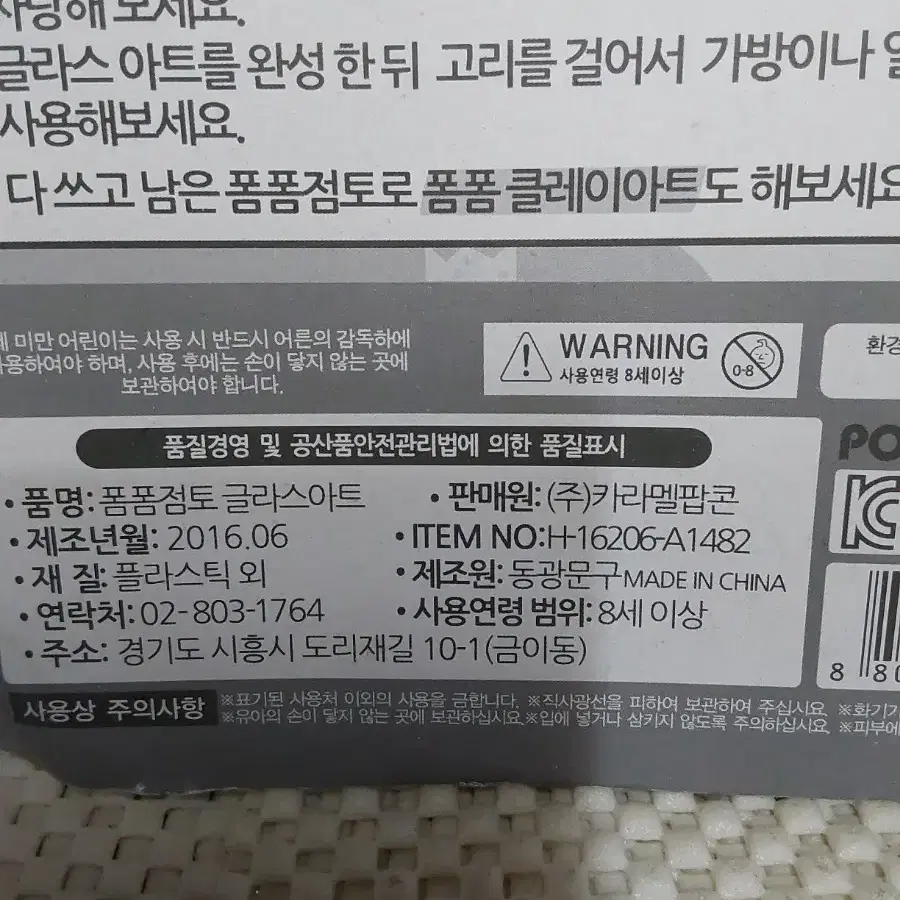 해 보세요.
글라스 아트를 완성 한 뒤 고리를 걸어서 가방이나
사용해보세요.
다 쓰고 남은 폼폼점토로 폼폼 클레이아트도 해보세요
미만 어린이는 사용 시 반드시 어른의 감독하에
사용하여야 하며, 사용 후에는 손이 닿지 않는 곳에
보관하여야 합니다.
WARNING
사용연령 8세이상
0-8
환경
품질경영 및 공산품안전관리법에 의한 품질표시
• 품명: 폼폼점토 글라스아트
• 판매원: (주)카라멜팝콘
• 제조년월: 2016.06
• ITEM NO:H-16206-A1482
• 재 질: 플라스틱 외
• 제조원: 동광문구 MADE IN CHINA
• 연락처: 02-803-1764
• 사용연령 범위: 8세 이상
• 주소: 경기도 시흥시 도리재길 10-1(금이동)
PO
KC
8 80
사용상 주의사항
※표기된 사용처 이외의 사용을 금합니다. ※직사광선을 피하여 보관하여 주십시요. ※화기
※유아의 손이 닿지 않는 곳에 보관하십시요.※입에 넣거나 삼키지 않도록 주의하십시요. ※피부에